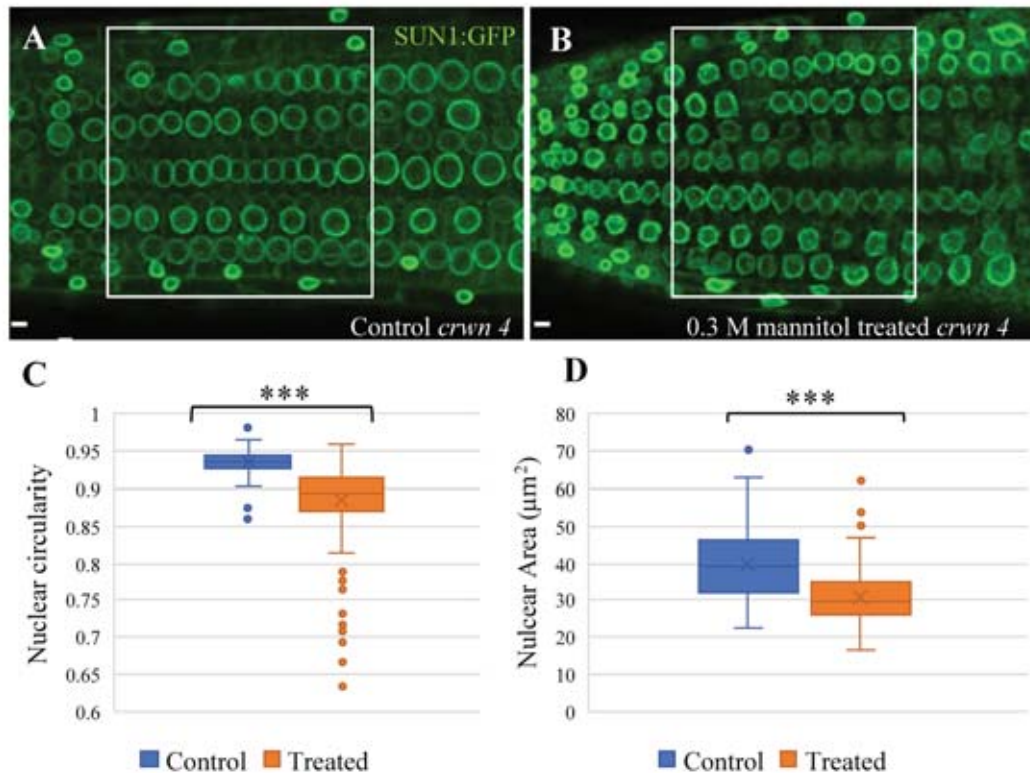 A SUN1:GFP B
Control crwn 4 0.3 M mannitol treated crwn 4
C D
***
1
0.95
0.9
0.85
0.8
0.75
0.7
0.65
0.6
Nuclear circularity
Control Treated
***
80
70
60
50
40
30
20
10
0
Nulcear Area (µm²)
Control Treated